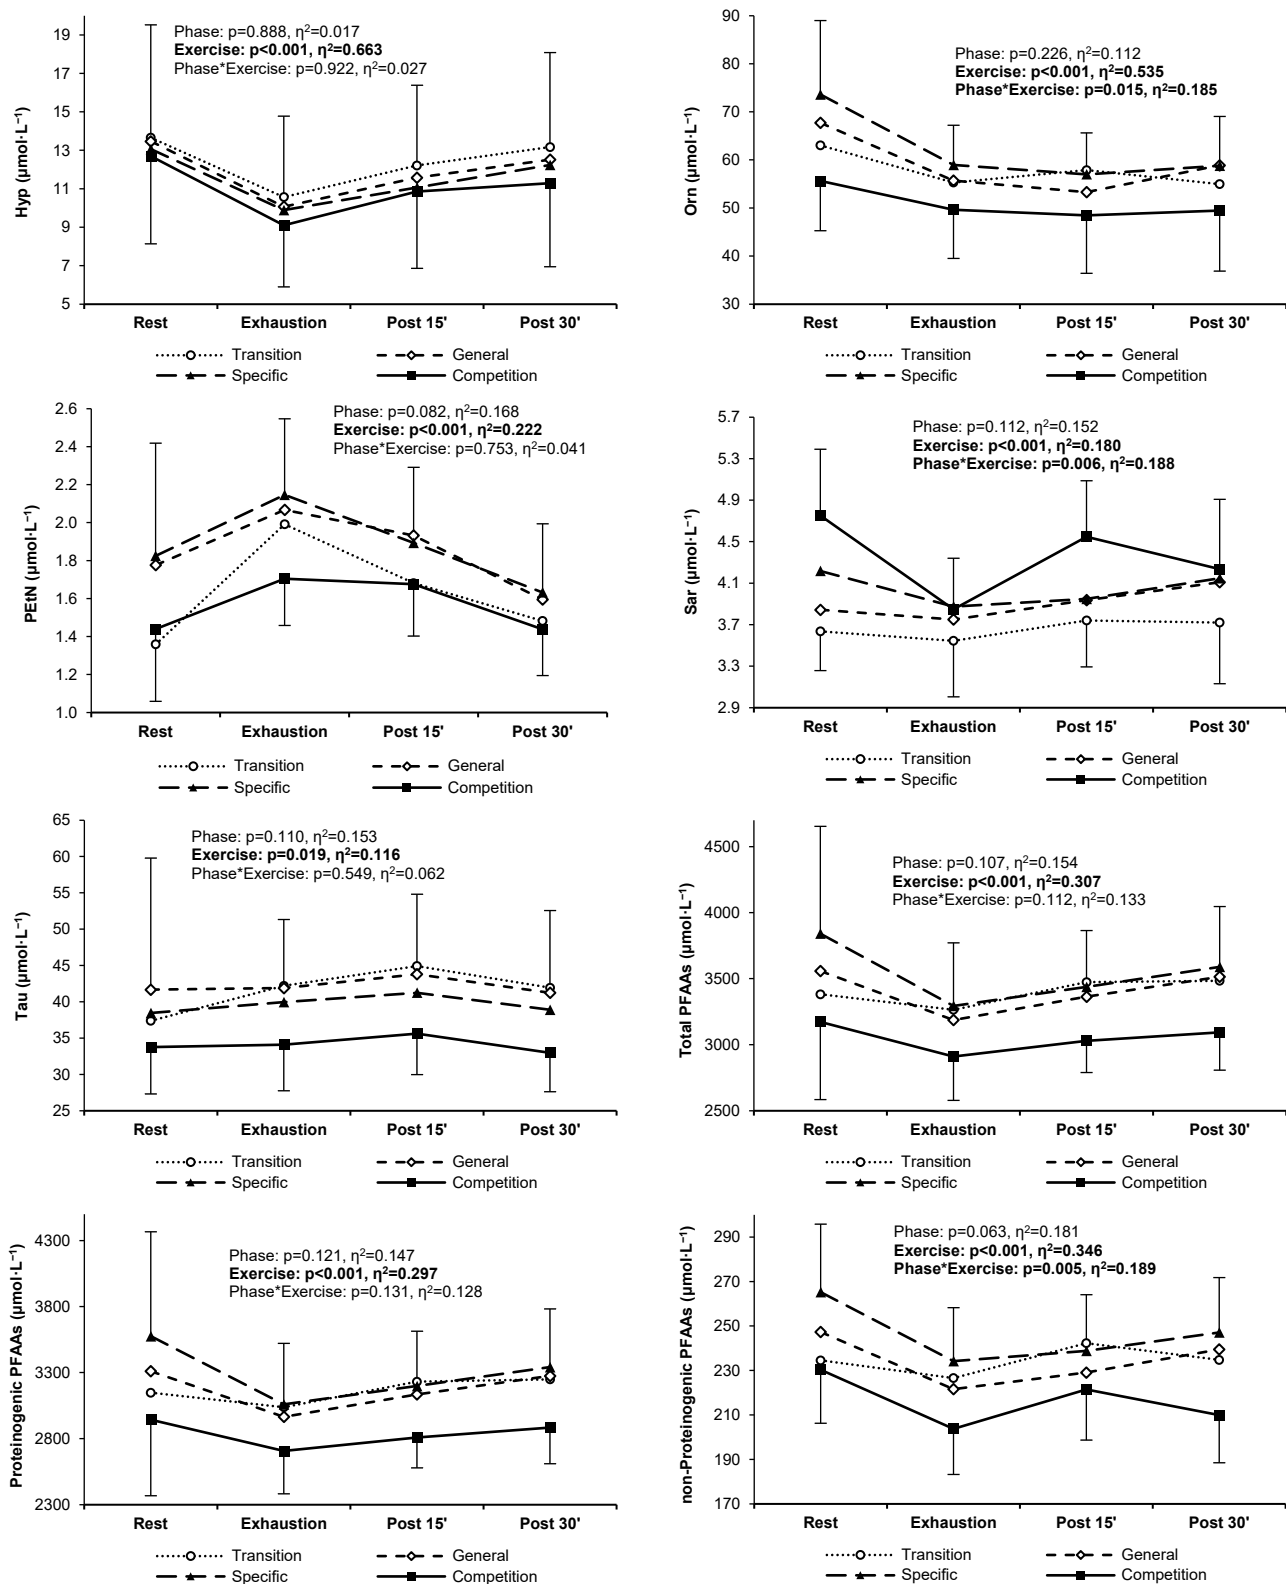 Phase: p=0.888, η²=0.017
Exercise: p<0.001, η²=0.663
Phase*Exercise: p=0.922, η²=0.027
Hyp (μmol·L⁻¹)
19
17
15
13
11
9
7
5
Rest Exhaustion Post 15' Post 30'
Transition General
Specific Competition
Phase: p=0.226, η²=0.112
Exercise: p<0.001, η²=0.535
Phase*Exercise: p=0.015, η²=0.185
Orn (μmol·L⁻¹)
90
80
70
60
50
40
30
Rest Exhaustion Post 15' Post 30'
Transition General
Specific Competition
Phase: p=0.082, η²=0.168
Exercise: p<0.001, η²=0.222
Phase*Exercise: p=0.753, η²=0.041
PEtN (μmol·L⁻¹)
2.6
2.4
2.2
2.0
1.8
1.6
1.4
1.2
1.0
Rest Exhaustion Post 15' Post 30'
Transition General
Specific Competition
Phase: p=0.112, η²=0.152
Exercise: p<0.001, η²=0.180
Phase*Exercise: p=0.006, η²=0.188
Sar (μmol·L⁻¹)
5.7
5.3
4.9
4.5
4.1
3.7
3.3
2.9
Rest Exhaustion Post 15' Post 30'
Transition General
Specific Competition
Phase: p=0.110, η²=0.153
Exercise: p=0.019, η²=0.116
Phase*Exercise: p=0.549, η²=0.062
Tau (μmol·L⁻¹)
65
60
55
50
45
40
35
30
25
Rest Exhaustion Post 15' Post 30'
Transition General
Specific Competition
Phase: p=0.107, η²=0.154
Exercise: p<0.001, η²=0.307
Phase*Exercise: p=0.112, η²=0.133
Total PFAAs (μmol·L⁻¹)
4500
4000
3500
3000
2500
Rest Exhaustion Post 15' Post 30'
Transition General
Specific Competition
Phase: p=0.121, η²=0.147
Exercise: p<0.001, η²=0.297
Phase*Exercise: p=0.131, η²=0.128
Proteinogenic PFAAs (μmol·L⁻¹)
4300
3800
3300
2800
2300
Rest Exhaustion Post 15' Post 30'
Transition General
Specific Competition
Phase: p=0.063, η²=0.181
Exercise: p<0.001, η²=0.346
Phase*Exercise: p=0.005, η²=0.189
non-Proteinogenic PFAAs (μmol·L⁻¹)
290
270
250
230
210
190
170
Rest Exhaustion Post 15' Post 30'
Transition General
Specific Competition